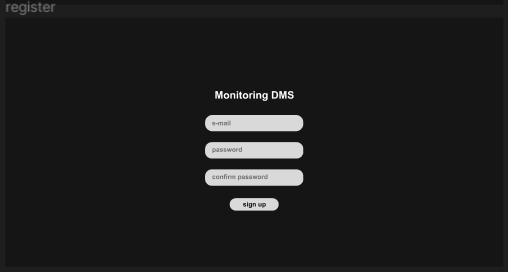 register
Monitoring DMS
e-mail
password
confirm password
sign up